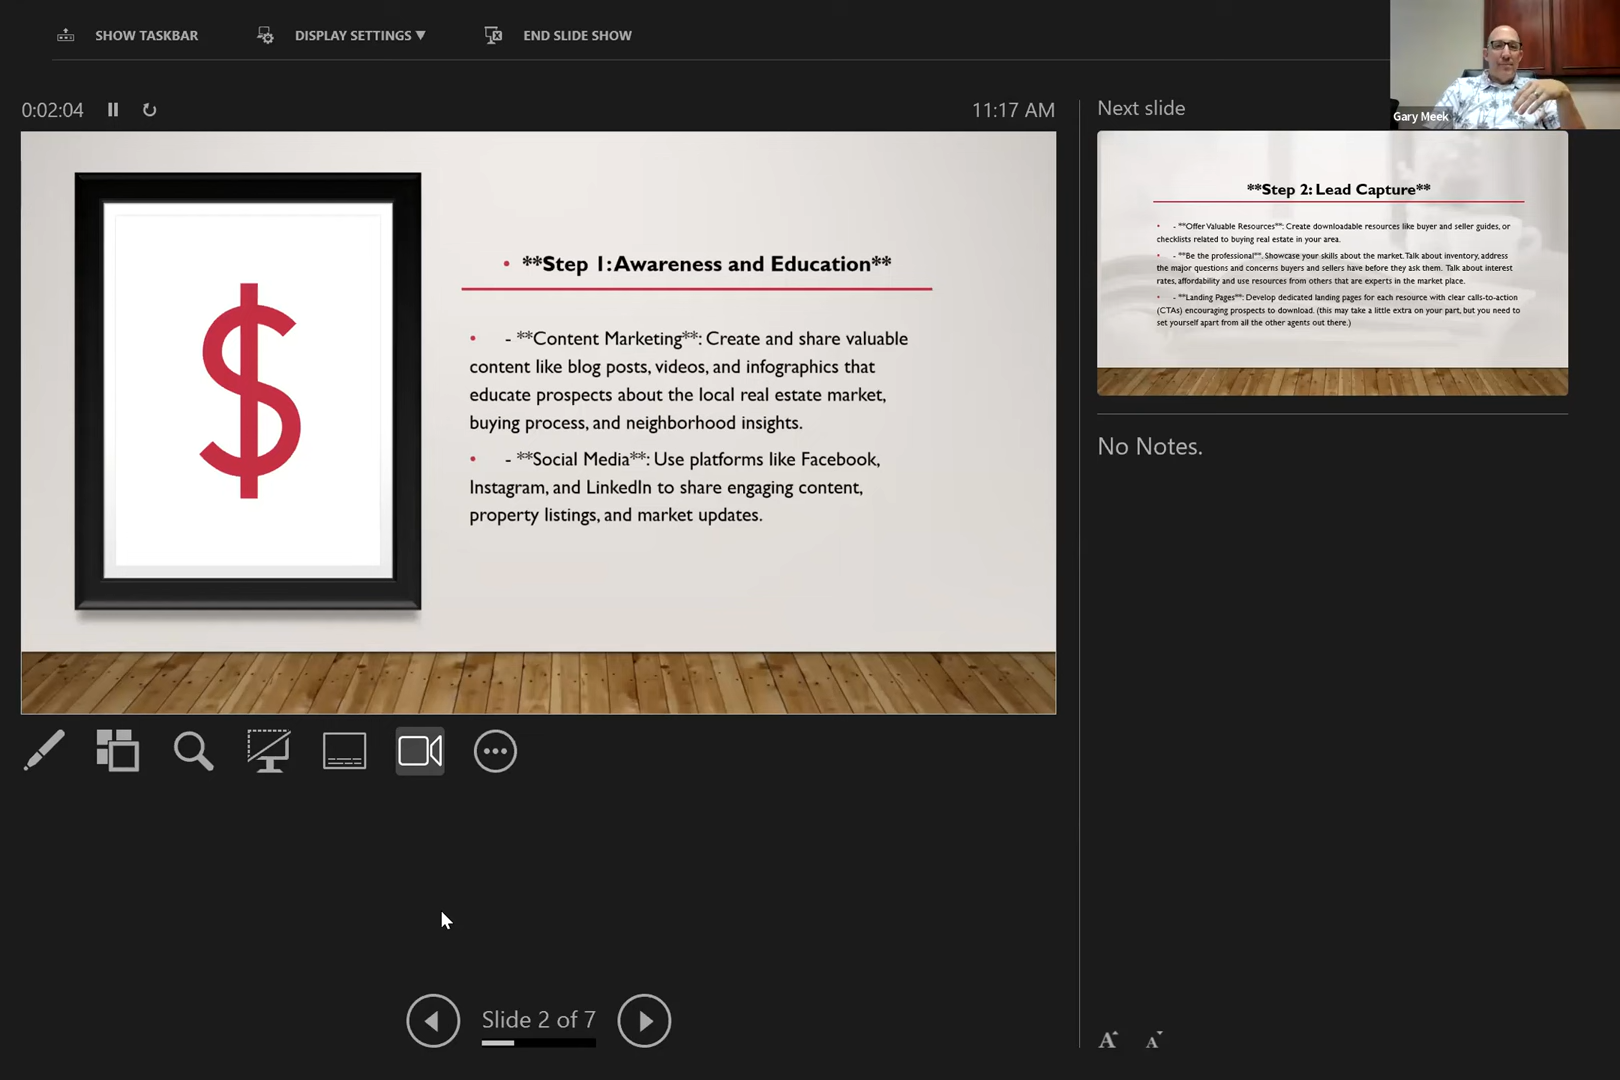 SHOW TASKBAR
DISPLAY SETTINGS ▼
END SLIDE SHOW
0:02:04
11:17 AM
Next slide
Gary Meek
• **Step 1: Awareness and Education**
• - **Content Marketing**: Create and share valuable
content like blog posts, videos, and infographics that
educate prospects about the local real estate market,
buying process, and neighborhood insights.
• - **Social Media**: Use platforms like Facebook,
Instagram, and LinkedIn to share engaging content,
property listings, and market updates.
**Step 2: Lead Capture**
• - **Offer Valuable Resources**: Create downloadable resources like buyer and seller guides, or
checklists related to buying real estate in your area.
• - **Be the professional**. Showcase your skills about the market. Talk about inventory, address
the major questions and concerns buyers and sellers have before they ask them. Talk about interest
rates, affordability and use resources from others that are experts in the market place.
• - **Landing Pages**: Develop dedicated landing pages for each resource with clear calls-to-action
(CTAs) encouraging prospects to download. (this may take a little extra on your part, but you need to
set yourself apart from all the other agents out there.)
No Notes.
Slide 2 of 7
A A